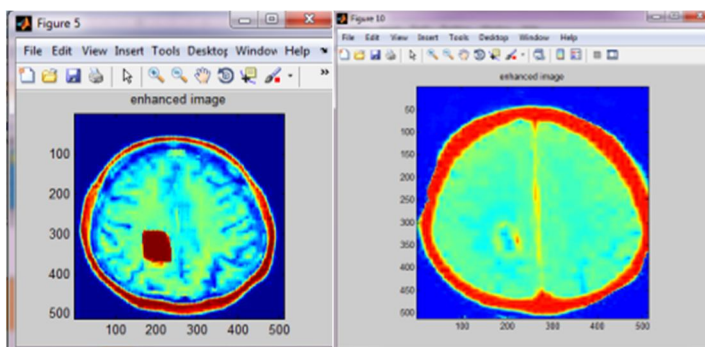 Figure 5
File Edit View Insert Tools Desktop Window Help
enhanced image
100
200
300
400
500
100 200 300 400 500
Figure 10
File Edit View Insert Tools Desktop Window Help
enhanced image
50
100
150
200
250
300
350
400
450
500
100 200 300 400 500